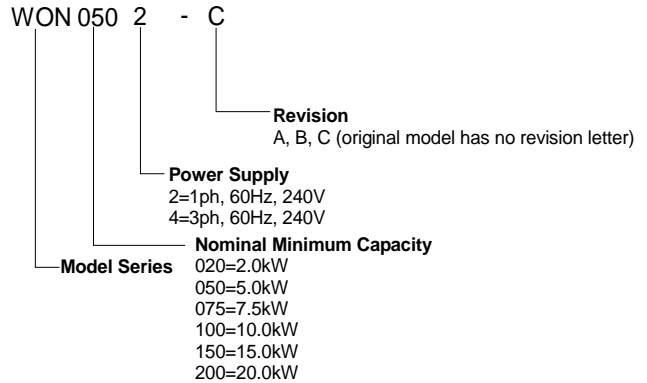 WON 050 2 - C
Revision
A, B, C (original model has no revision letter)
Power Supply
2=1ph, 60Hz, 240V
4=3ph, 60Hz, 240V
Nominal Minimum Capacity
Model Series
020=2.0kW
050=5.0kW
075=7.5kW
100=10.0kW
150=15.0kW
200=20.0kW